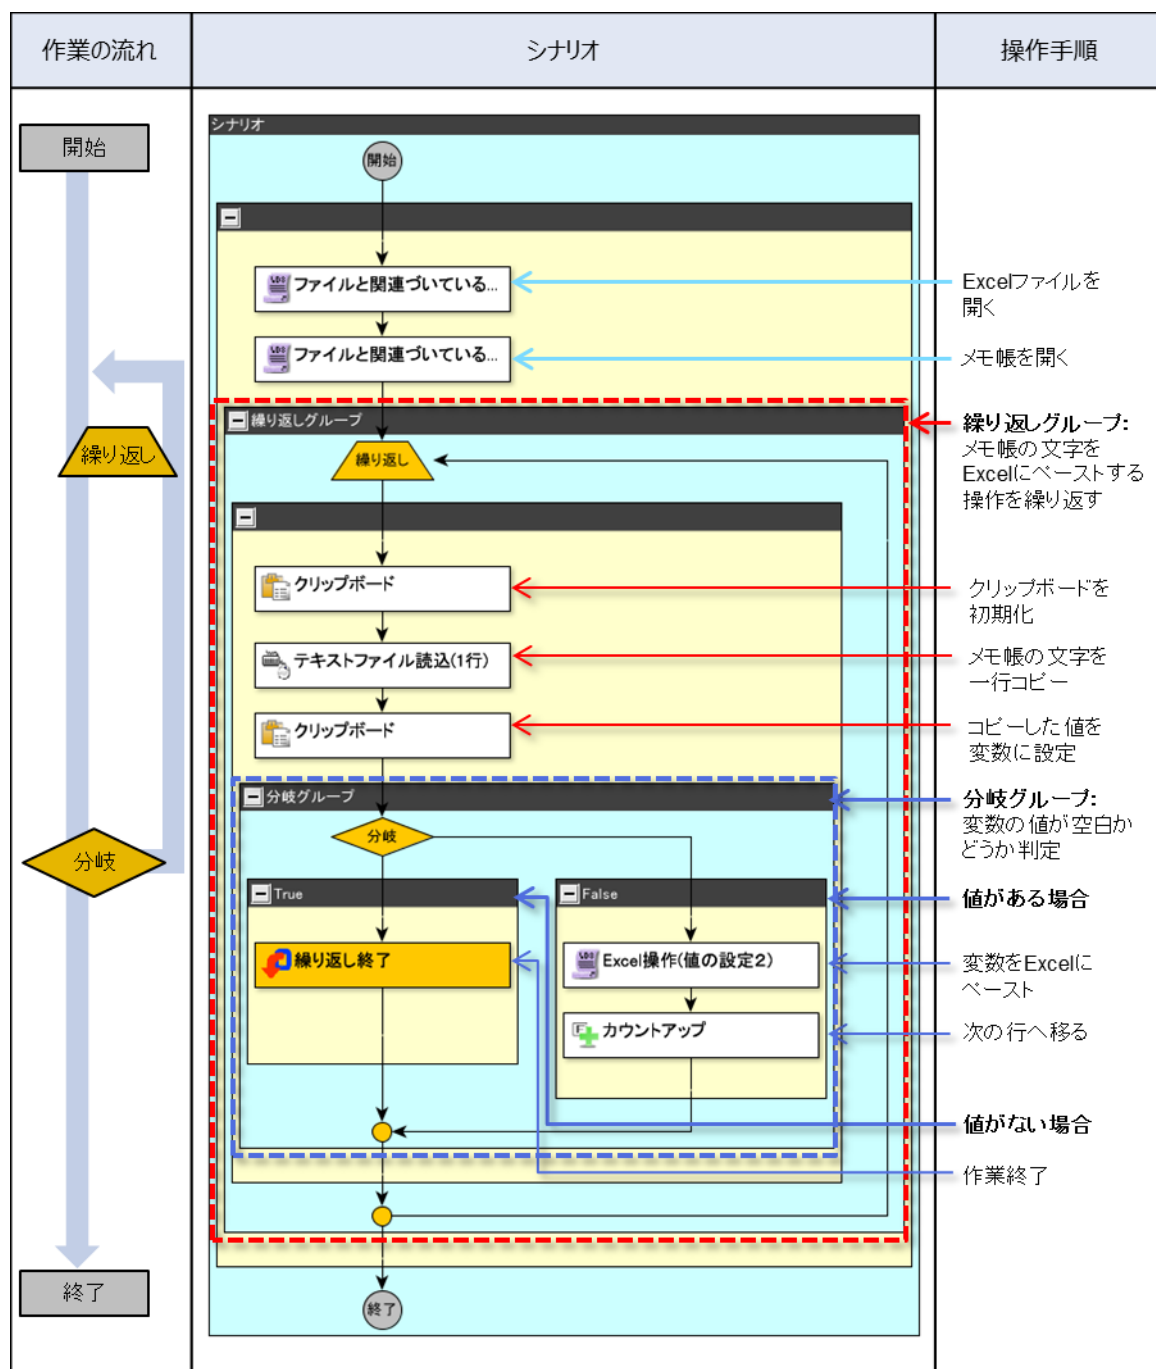 作業の流れ
シナリオ
操作手順
開始
シナリオ
開始
ファイルと関連づいている...
Excelファイルを
開く
ファイルと関連づいている...
メモ帳を開く
繰り返しグループ
繰り返しグループ:
メモ帳の文字を
Excelにペーストする
操作を繰り返す
繰り返し
繰り返し
クリップボード
クリップボードを
初期化
テキストファイル読込(1行)
メモ帳の文字を
一行コピー
クリップボード
コピーした値を
変数に設定
分岐グループ
分岐グループ:
変数の値が空白か
どうか判定
分岐
分岐
True
False
値がある場合
繰り返し終了
Excel操作(値の設定2)
変数をExcelに
ペースト
カウントアップ
次の行へ移る
値がない場合
作業終了
終了
終了